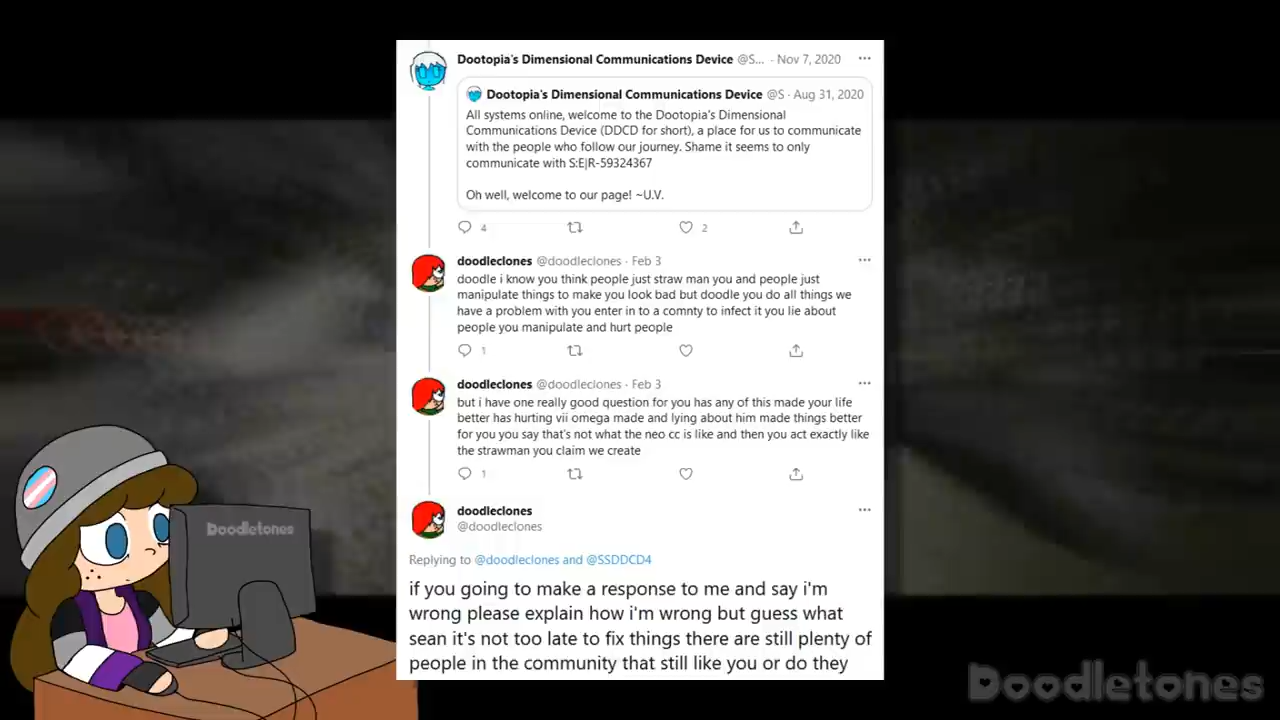 Dootopia's Dimensional Communications Device @S... · Nov 7, 2020
Dootopia's Dimensional Communications Device @S · Aug 31, 2020
All systems online, welcome to the Dootopia's Dimensional
Communications Device (DDCD for short), a place for us to communicate
with the people who follow our journey. Shame it seems to only
communicate with S:E|R-59324367
Oh well, welcome to our page! ~U.V.
4 2
doodleclones @doodleclones · Feb 3
doodle i know you think people just straw man you and people just
manipulate things to make you look bad but doodle you do all things we
have a problem with you enter in to a comnty to infect it you lie about
people you manipulate and hurt people
1
doodleclones @doodleclones · Feb 3
but i have one really good question for you has any of this made your life
better has hurting vii omega made and lying about him made things better
for you you say that's not what the neo cc is like and then you act exactly like
the strawman you claim we create
1
doodleclones
@doodleclones
Replying to @doodleclones and @SSDDCD4
if you going to make a response to me and say i'm
wrong please explain how i'm wrong but guess what
sean it's not too late to fix things there are still plenty of
people in the community that still like you or do they
Doodletones
Doodletones